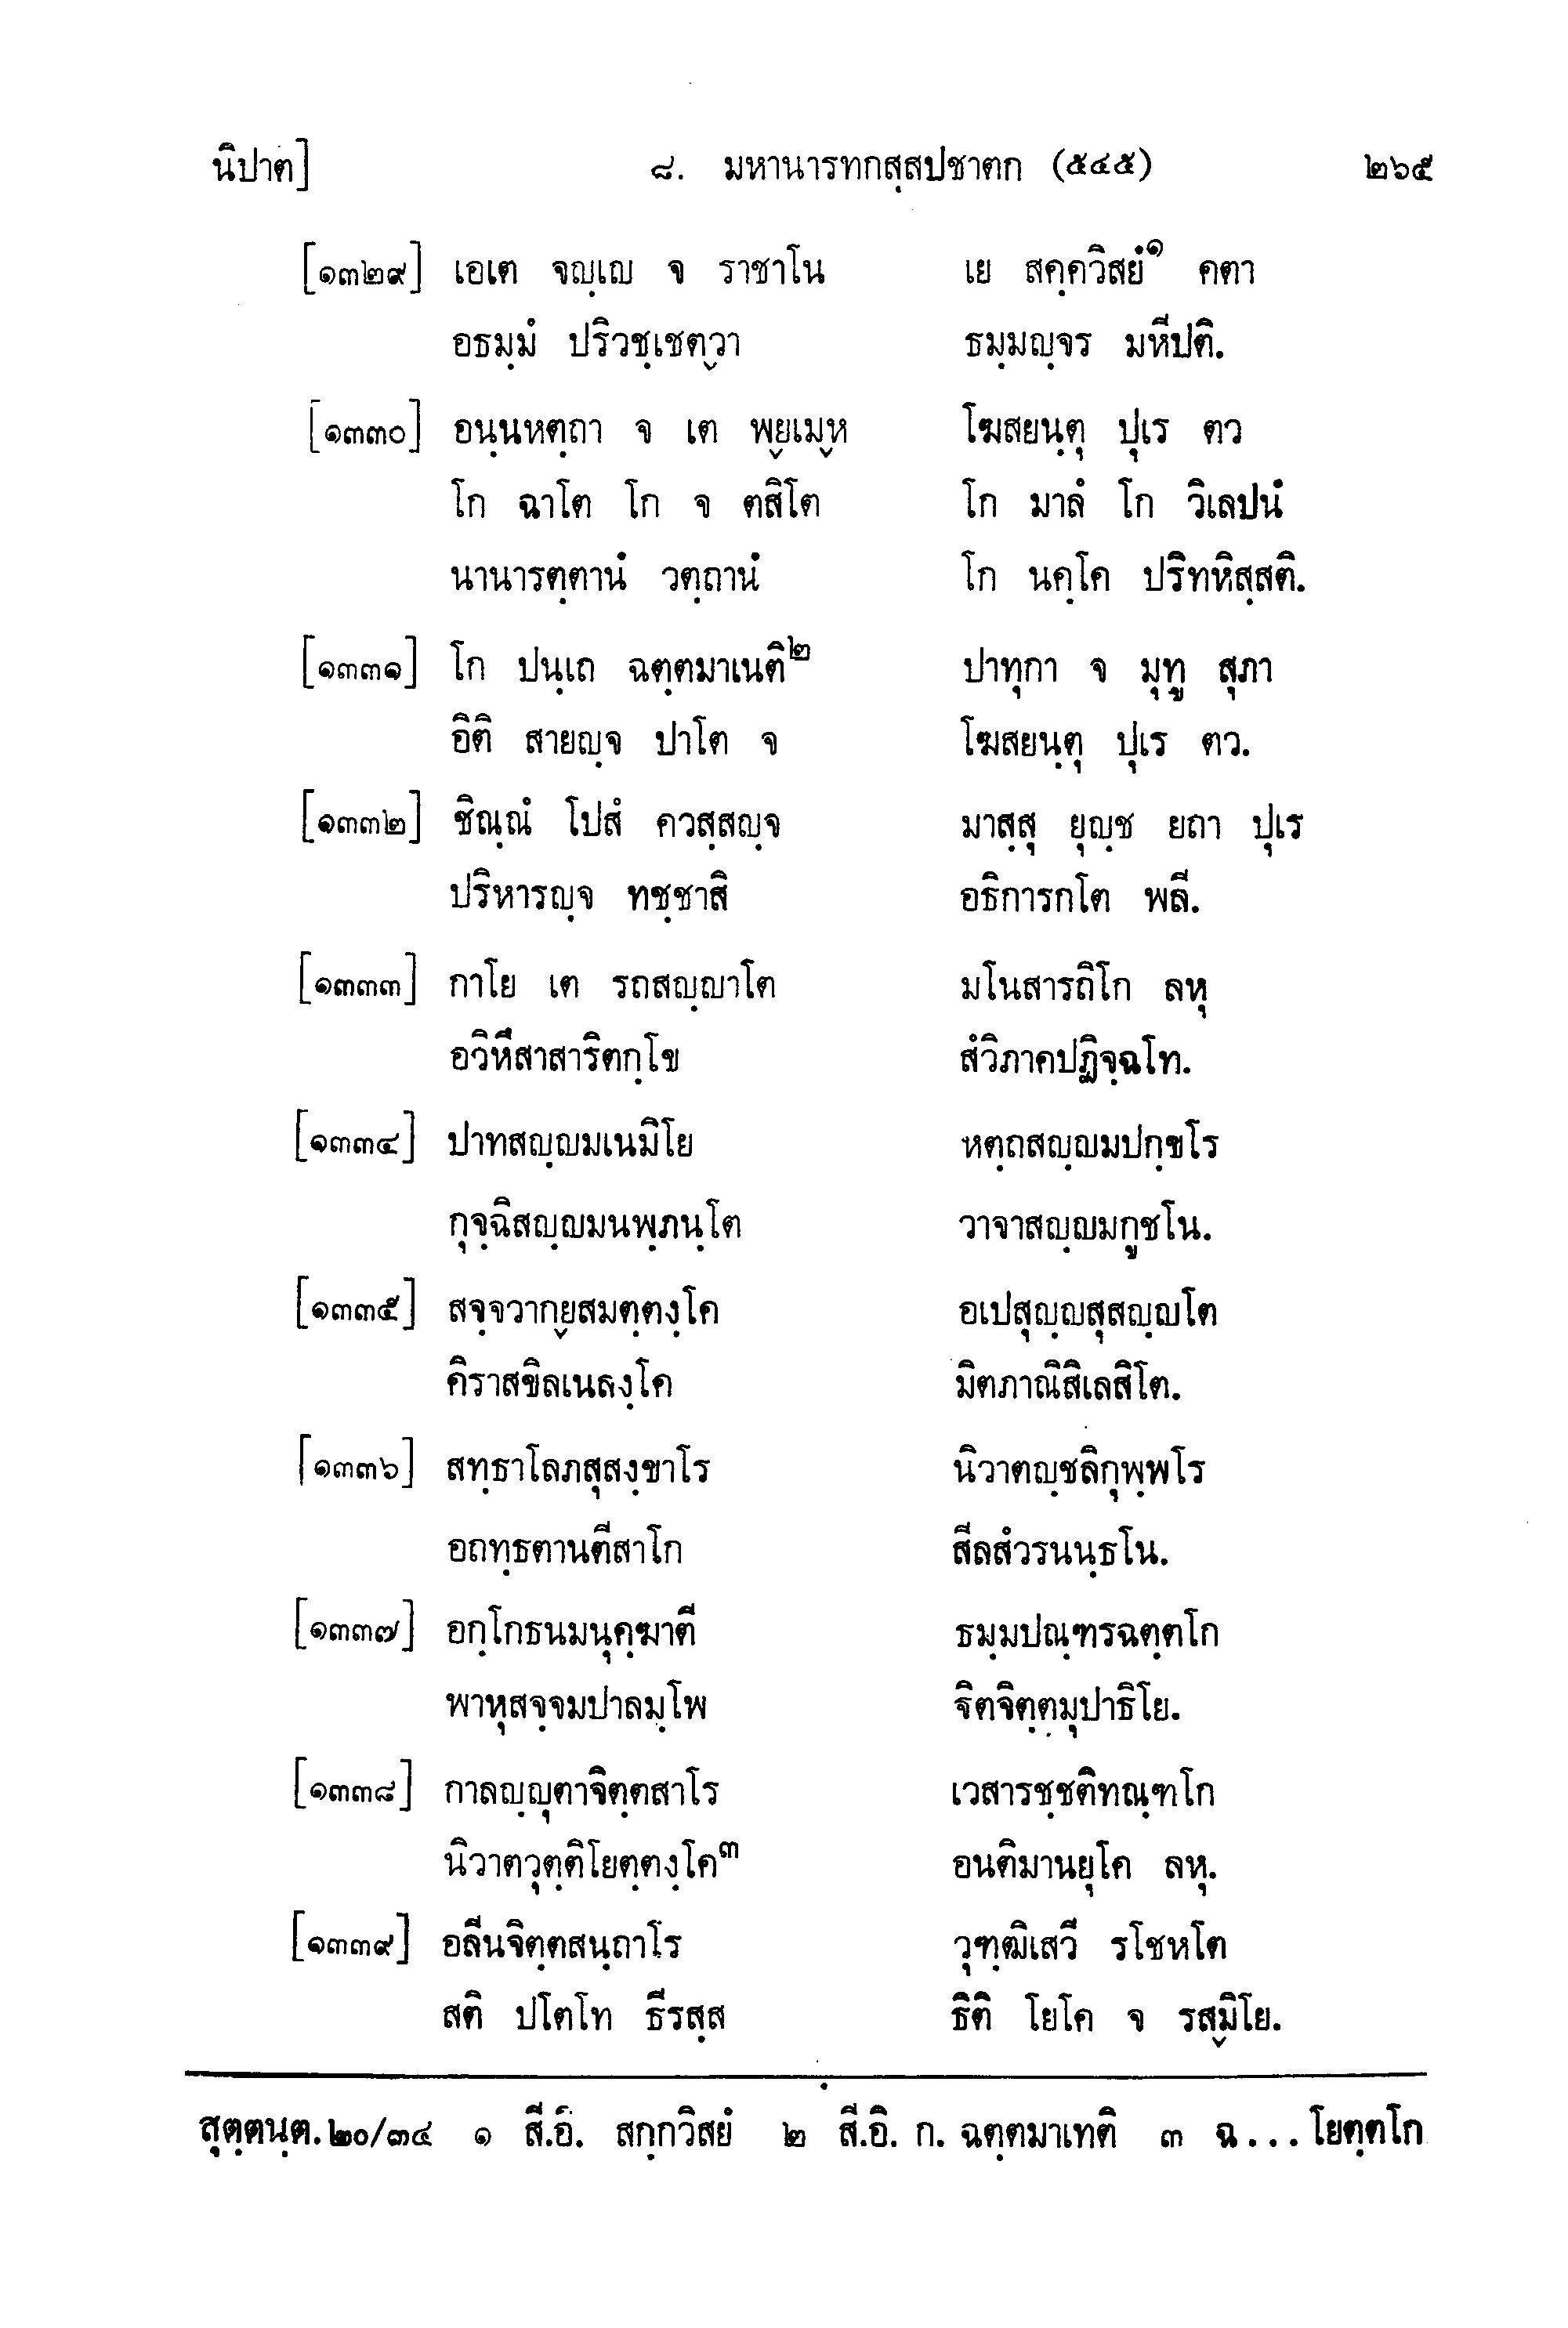 นิปาต] ๘. มหานารทกสฺสปชาตก (๕๔๕) ๒๖๕
[๑๓๒๙] เอเต จญฺเญ จ ราชาโน เย สคฺควิสยํ๑ คตา
อธมฺมํ ปริวชฺเชตฺวา ธมฺมญฺจร มหีปติ.
[๑๓๓๐] อนฺนหตฺถา จ เต พฺยเมฺห โฆสยนฺตุ ปุเร ตว
โก ฉาโต โก จ ตสิโต โก มาลํ โก วิเลปนํ
นานารตฺตานํ วตฺถานํ โก นคฺโค ปริทหิสฺสติ.
[๑๓๓๑] โก ปนฺเถ ฉตฺตมาเนติ๒ ปาทุกา จ มุทู สุภา
อิติ สายญฺจ ปาโต จ โฆสยนฺตุ ปุเร ตว.
[๑๓๓๒] ชิณฺณํ โปสํ ควสฺสญฺจ มาสฺสุ ยุญฺช ยถา ปุเร
ปริหารญฺจ ทชฺชาสิ อธิการกโต พลี.
[๑๓๓๓] กาโย เต รถสญฺญาโต มโนสารถิโก ลหุ
อวิหึสาสาริตกฺโข สํวิภาคปฏิจฺฉโท.
[๑๓๓๔] ปาทสญฺญมเนมิโย หตฺถสญฺญมปกฺขโร
กุจฺฉิสญฺญมนพฺภนฺโต วาจาสญฺญมกูชโน.
[๑๓๓๕] สจฺจวากฺยสมตฺตงฺโค อเปสุญฺญสุสญฺญโต
คิราสขิลเนลงฺโค มิตภาณิสิเลสิโต.
[๑๓๓๖] สทฺธาโลภสุสงฺขาโร นิวาตญฺชลิกุพฺพโร
อถทฺธตานตีสาโก สีลสํวรนนฺธโน.
[๑๓๓๗] อกฺโกธนมนุคฺฆาตี ธมฺมปณฺฑรฉตฺตโก
พาหุสจฺจมปาลมฺโพ จิตจิตฺตมุปาธิโย.
[๑๓๓๘] กาลญฺญุตาจิตฺตสาโร เวสารชฺชติทณฺฑโก
นิวาตวุตฺติโยตฺตงฺโค๓ อนติมานยุโค ลหุ.
[๑๓๓๙] อลีนจิตฺตสนฺถาโร วุฑฺฒิเสวี รโชหโต
สติ ปโตโท ธีรสฺส ธิติ โยโค จ รสฺมิโย.
สุตฺตนฺต.๒๐/๓๔ ๑ สี.อิ. สกฺกวิสยํ ๒ สี.อิ. ก. ฉตฺตมาเทติ ๓ ฉ...โยตฺตโก